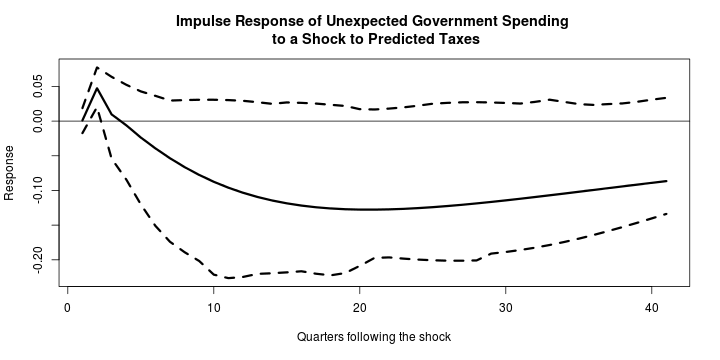 Impulse Response of Unexpected Government Spending
to a Shock to Predicted Taxes
Response
0.05
0.00
-0.10
-0.20
0 10 20 30 40
Quarters following the shock